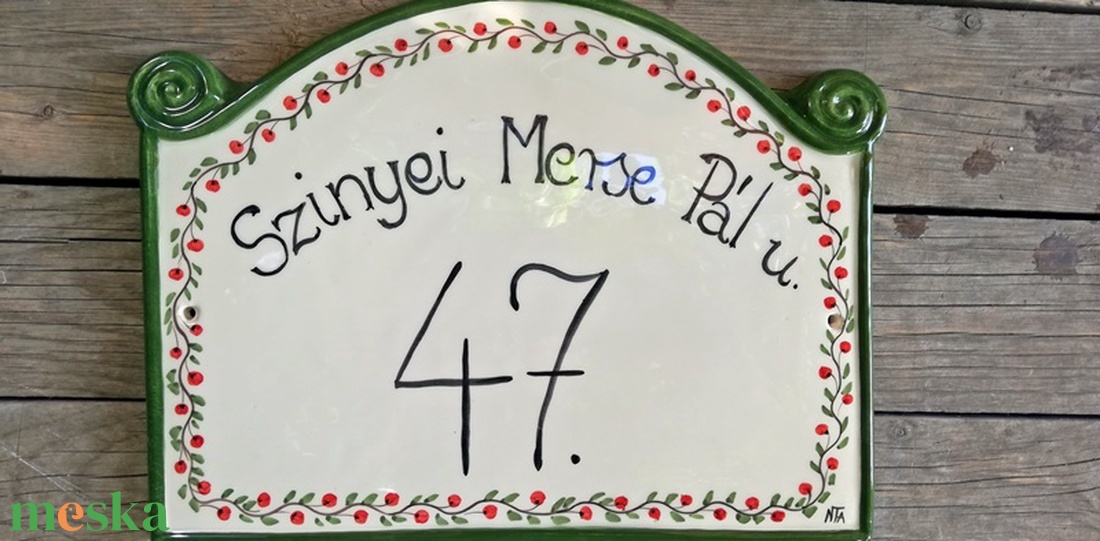 Szinyei Merse Pál u.
47.
NTA
meska